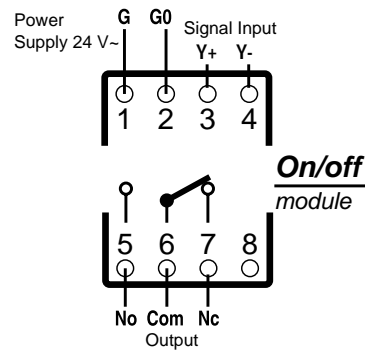 Power
Supply 24 V~
G G0
Signal Input
Y+ Y-
1 2 3 4
On/off
module
5 6 7 8
No Com Nc
Output